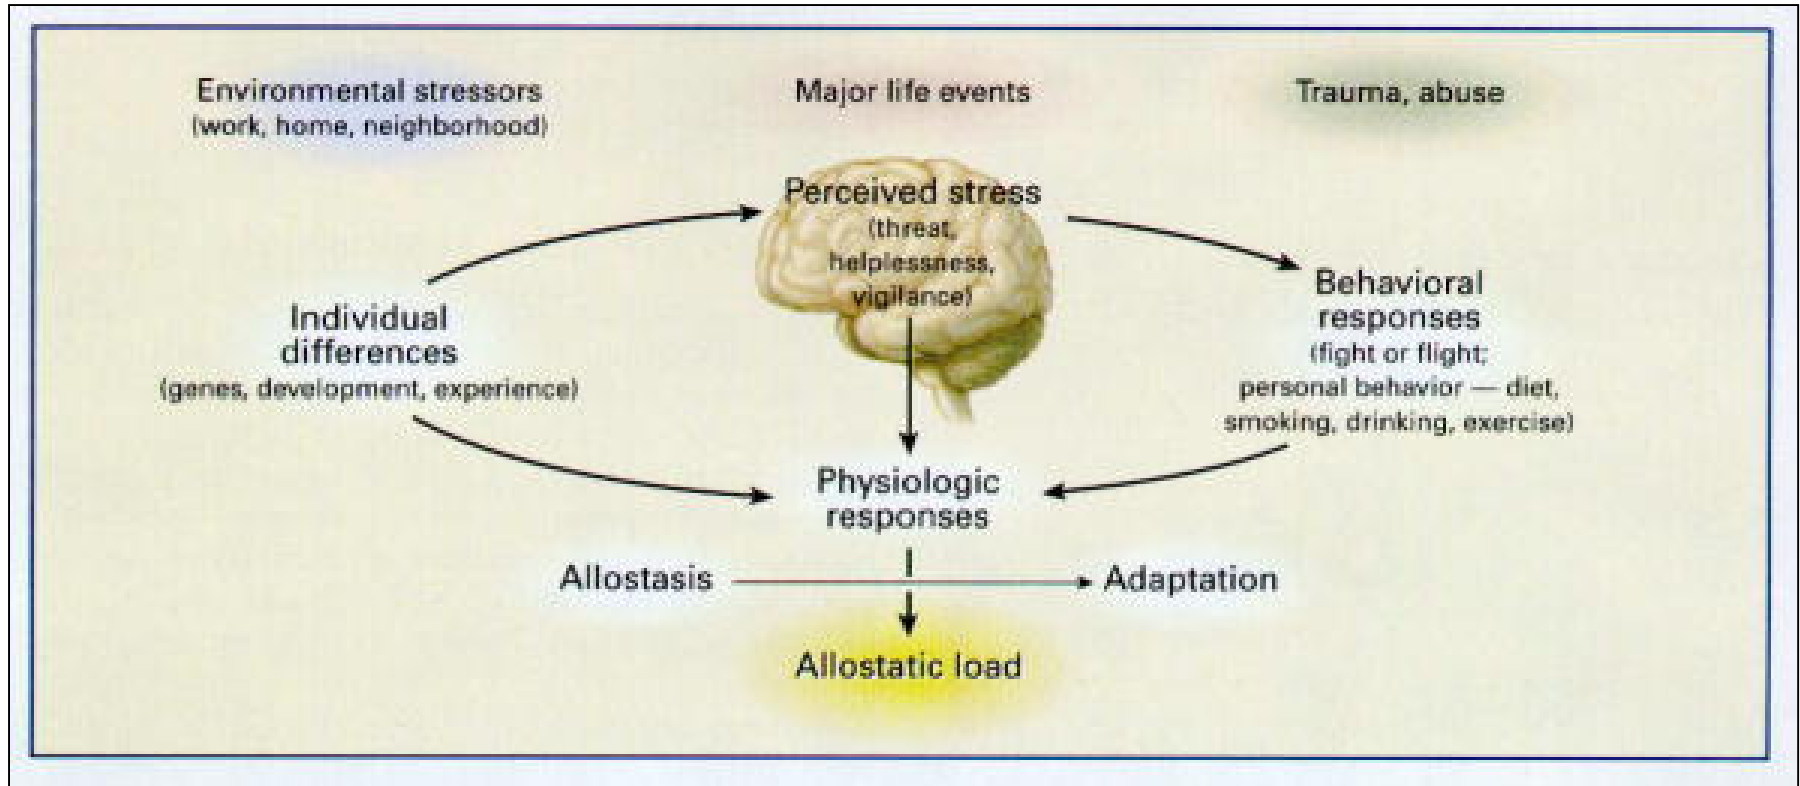 Environmental stressors
(work, home, neighborhood)
Major life events
Trauma, abuse
Perceived stress
(threat,
helplessness,
vigilance)
Individual
differences
(genes, development, experience)
Behavioral
responses
(fight or flight;
personal behavior — diet,
smoking, drinking, exercise)
Physiologic
responses
Allostasis
Adaptation
Allostatic load